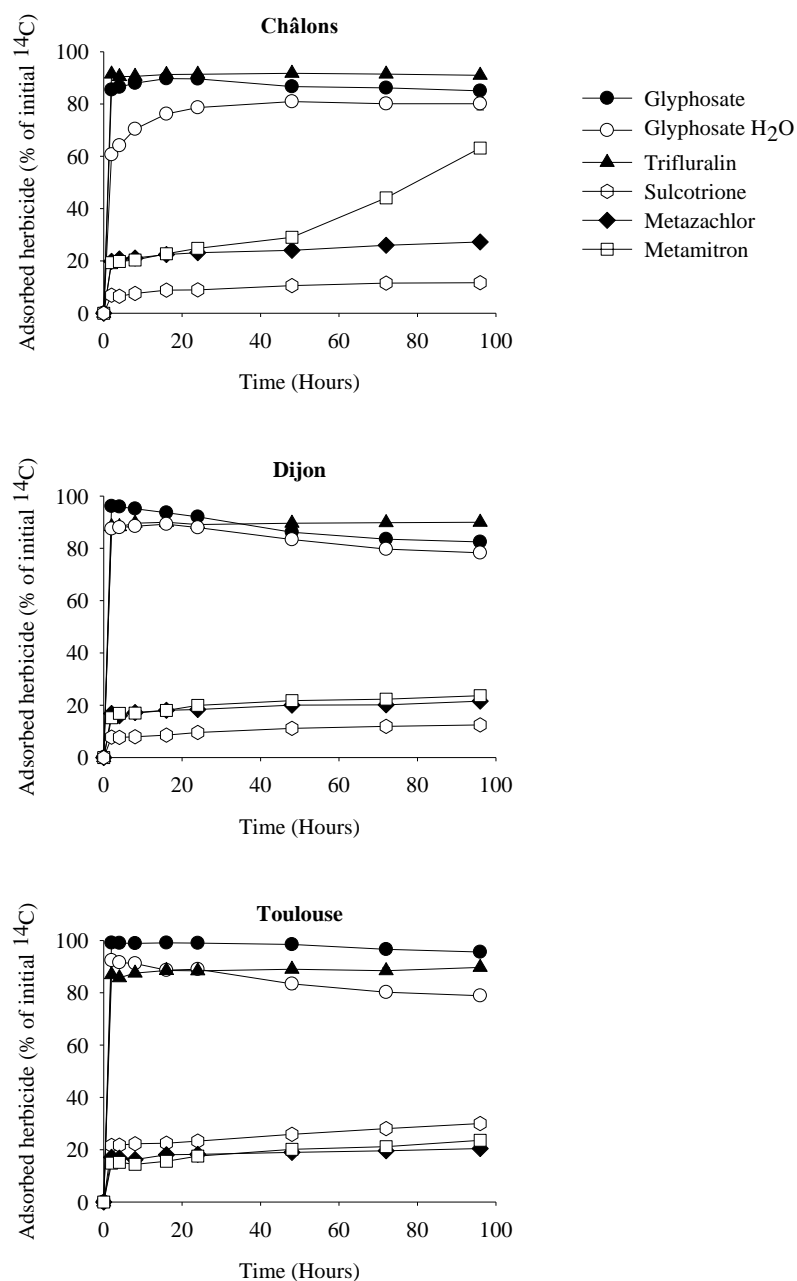 Châlons
Adsorbed herbicide (% of initial 14C)
100
80
60
40
20
0
0 20 40 60 80 100
Time (Hours)
Glyphosate
Glyphosate H2O
Trifluralin
Sulcotrione
Metazachlor
Metamitron
Dijon
Adsorbed herbicide (% of initial 14C)
100
80
60
40
20
0
0 20 40 60 80 100
Time (Hours)
Toulouse
Adsorbed herbicide (% of initial 14C)
100
80
60
40
20
0
0 20 40 60 80 100
Time (Hours)